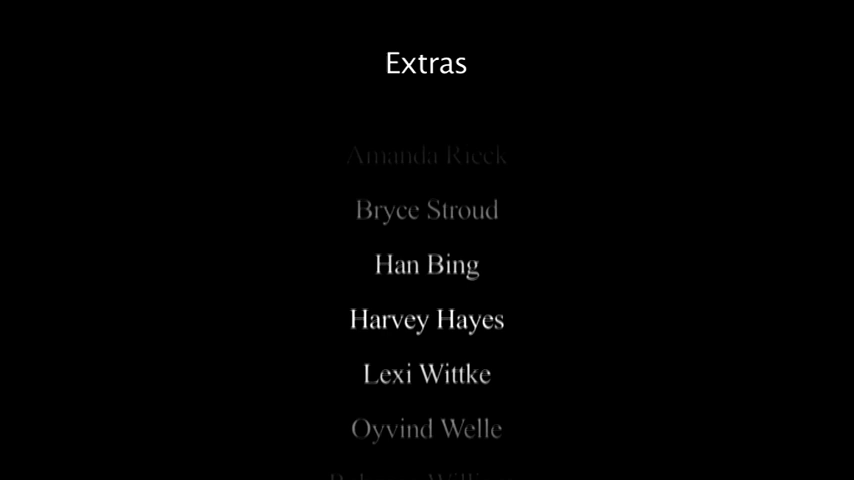 Extras
Amanda Rieck
Bryce Stroud
Han Bing
Harvey Hayes
Lexi Wittke
Oyvind Welle